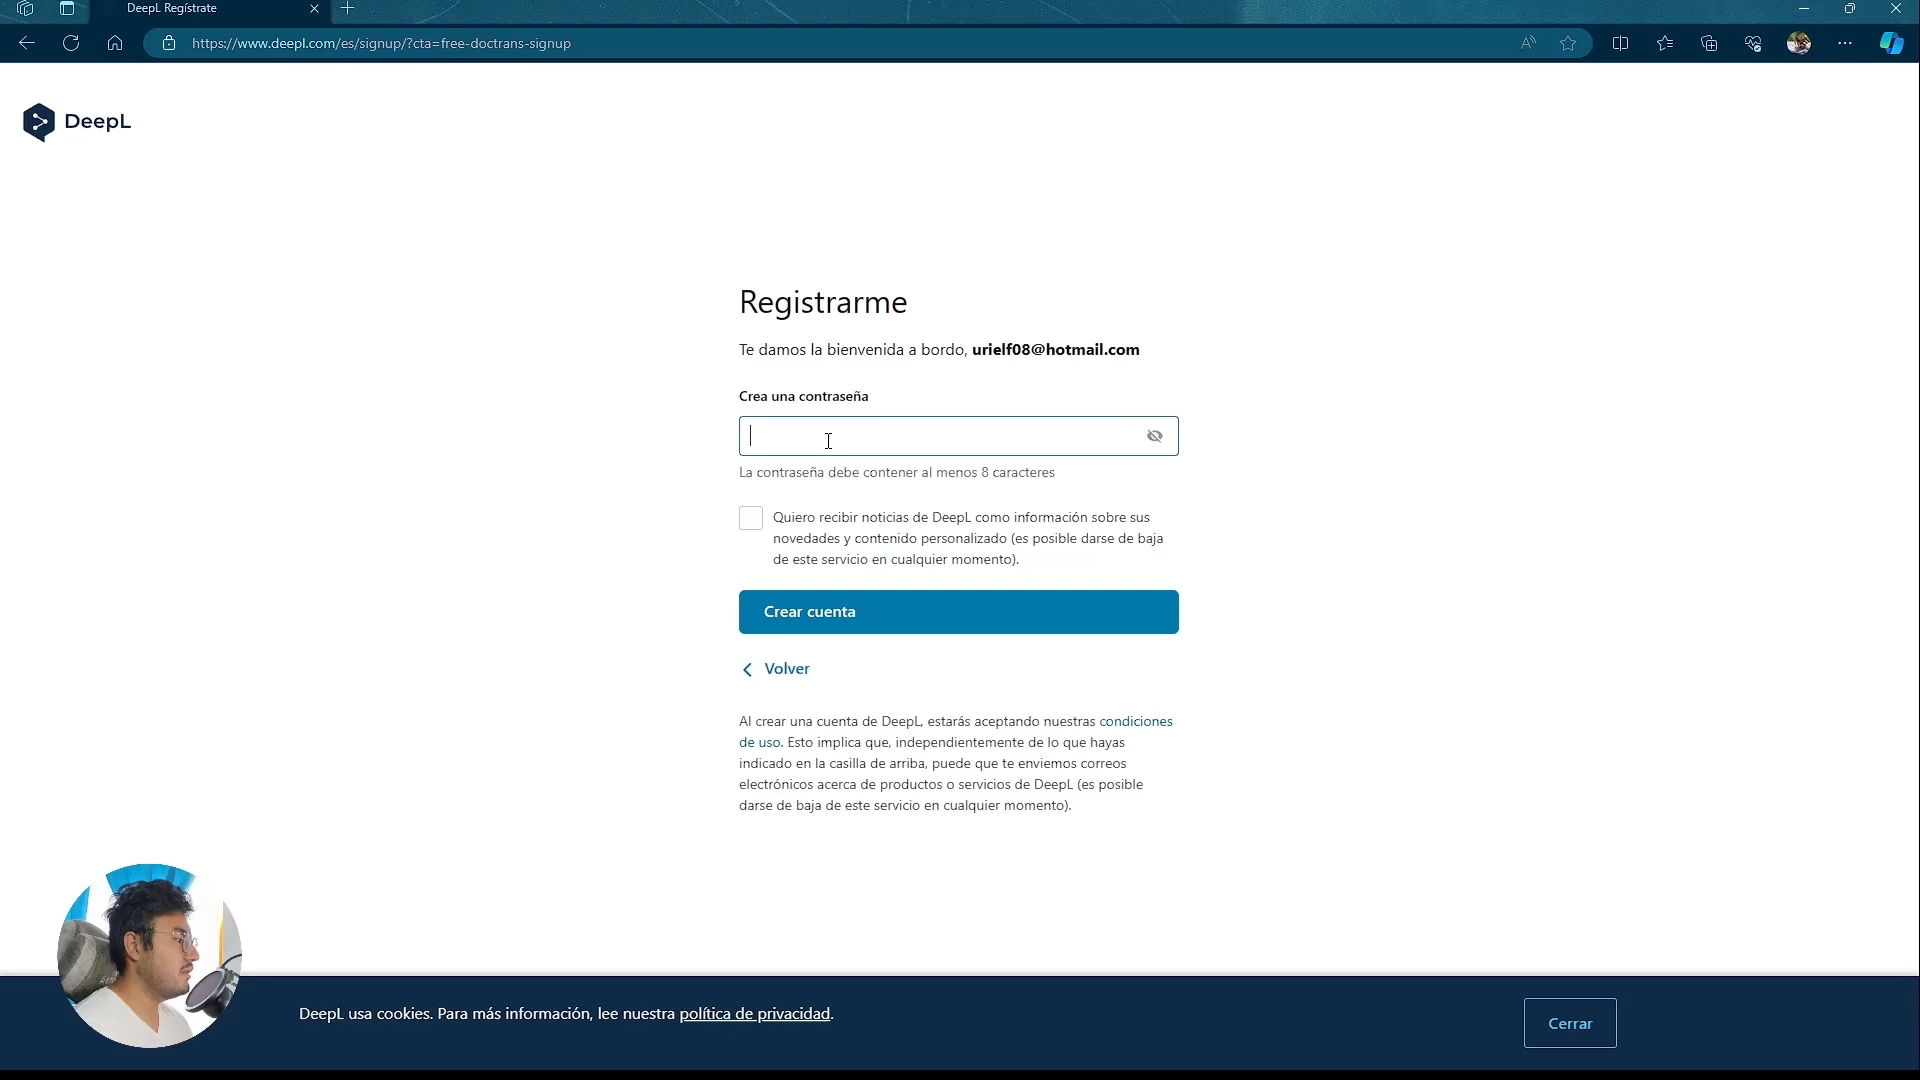 DeepL Regístrate
https://www.deepl.com/es/signup/?cta=free-doctrans-signup
DeepL
Registrarme
Te damos la bienvenida a bordo, urielf08@hotmail.com
Crea una contraseña
La contraseña debe contener al menos 8 caracteres
Quiero recibir noticias de DeepL como información sobre sus
novedades y contenido personalizado (es posible darse de baja
de este servicio en cualquier momento).
Crear cuenta
Volver
Al crear una cuenta de DeepL, estarás aceptando nuestras condiciones
de uso. Esto implica que, independientemente de lo que hayas
indicado en la casilla de arriba, puede que te enviemos correos
electrónicos acerca de productos o servicios de DeepL (es posible
darse de baja de este servicio en cualquier momento).
DeepL usa cookies. Para más información, lee nuestra política de privacidad.
Cerrar